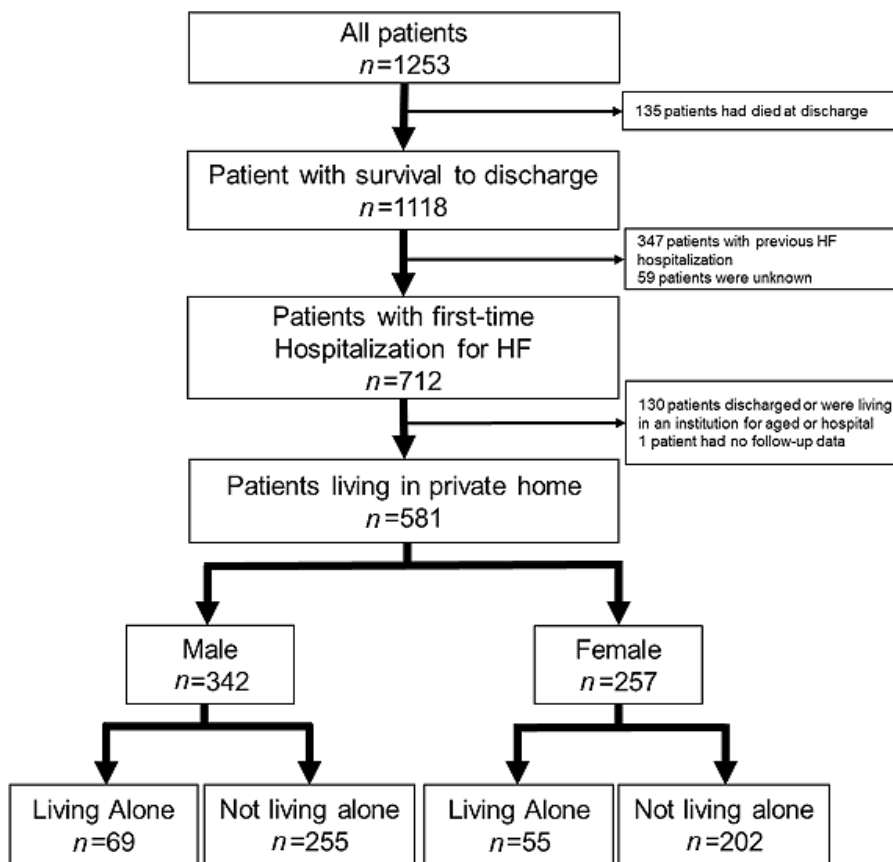 All patients
n=1253
135 patients had died at discharge
Patient with survival to discharge
n=1118
347 patients with previous HF
hospitalization
59 patients were unknown
Patients with first-time
Hospitalization for HF
n=712
130 patients discharged or were living
in an institution for aged or hospital
1 patient had no follow-up data
Patients living in private home
n=581
Male
n=342
Female
n=257
Living Alone
n=69
Not living alone
n=255
Living Alone
n=55
Not living alone
n=202